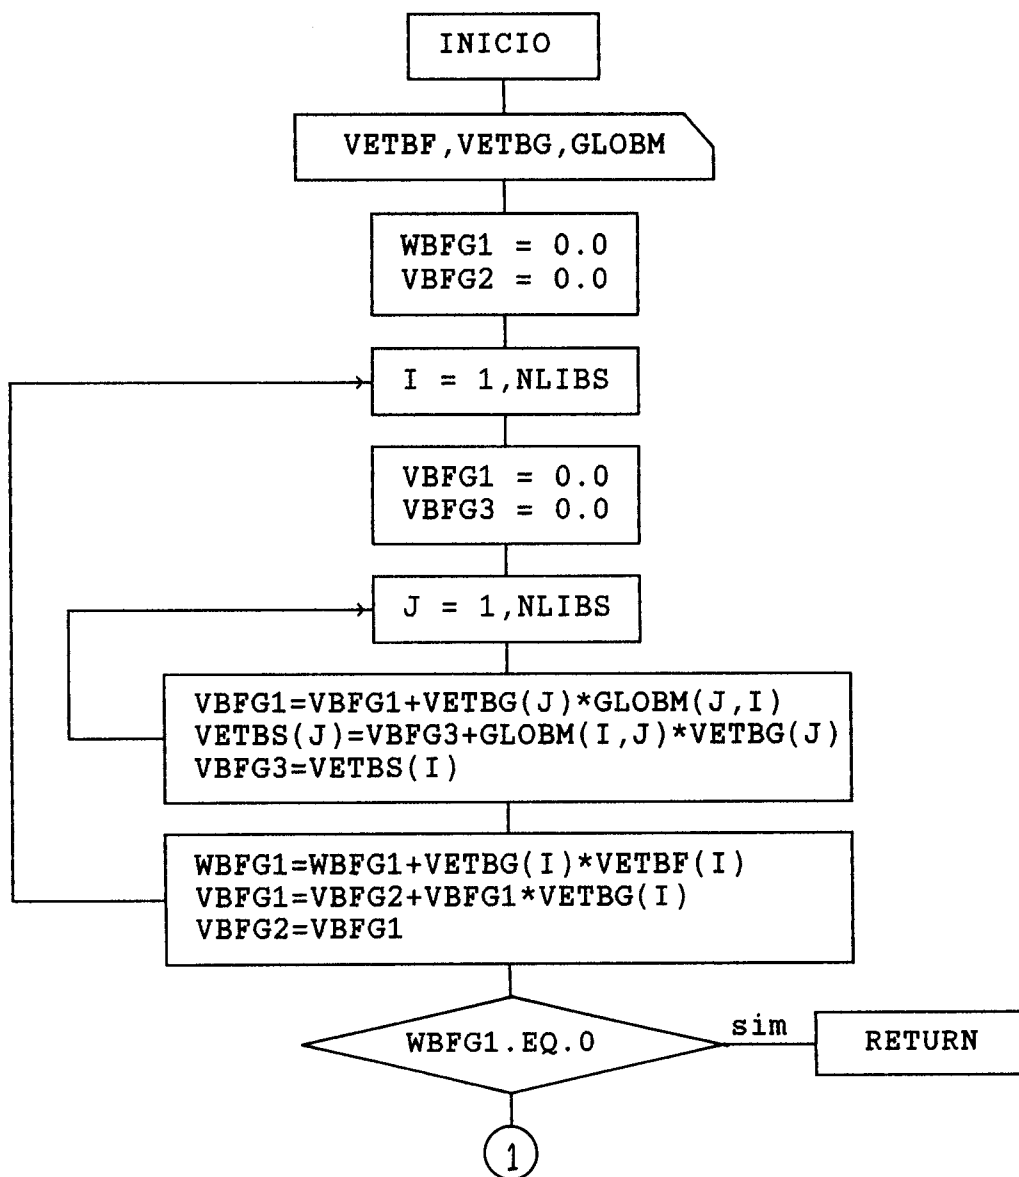 INICIO
VETBF,VETBG,GLOBM
WBFG1 = 0.0
VBFG2 = 0.0
I = 1,NLIBS
VBFG1 = 0.0
VBFG3 = 0.0
J = 1,NLIBS
VBFG1=VBFG1+VETBG(J)*GLOBM(J,I)
VETBS(J)=VBFG3+GLOBM(I,J)*VETBG(J)
VBFG3=VETBS(I)
WBFG1=WBFG1+VETBG(I)*VETBF(I)
VBFG1=VBFG2+VBFG1*VETBG(I)
VBFG2=VBFG1
WBFG1.EQ.0
sim
RETURN
1